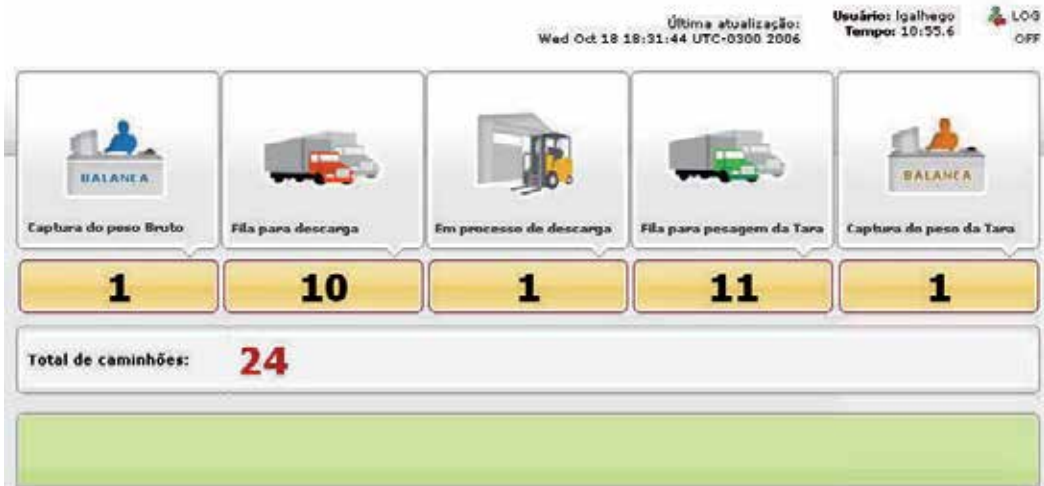 Última atualização:
Wed Oct 18 18:31:44 UTC-0300 2006
Usuário: lgalhego
Tempo: 10:55.6
LOG
OFF
BALANCA
BALANCA
Captura do peso Bruto
Fila para descarga
Em processo de descarga
Fila para pesagem da Tara
Captura do peso da Tara
1
10
1
11
1
Total de caminhões:
24